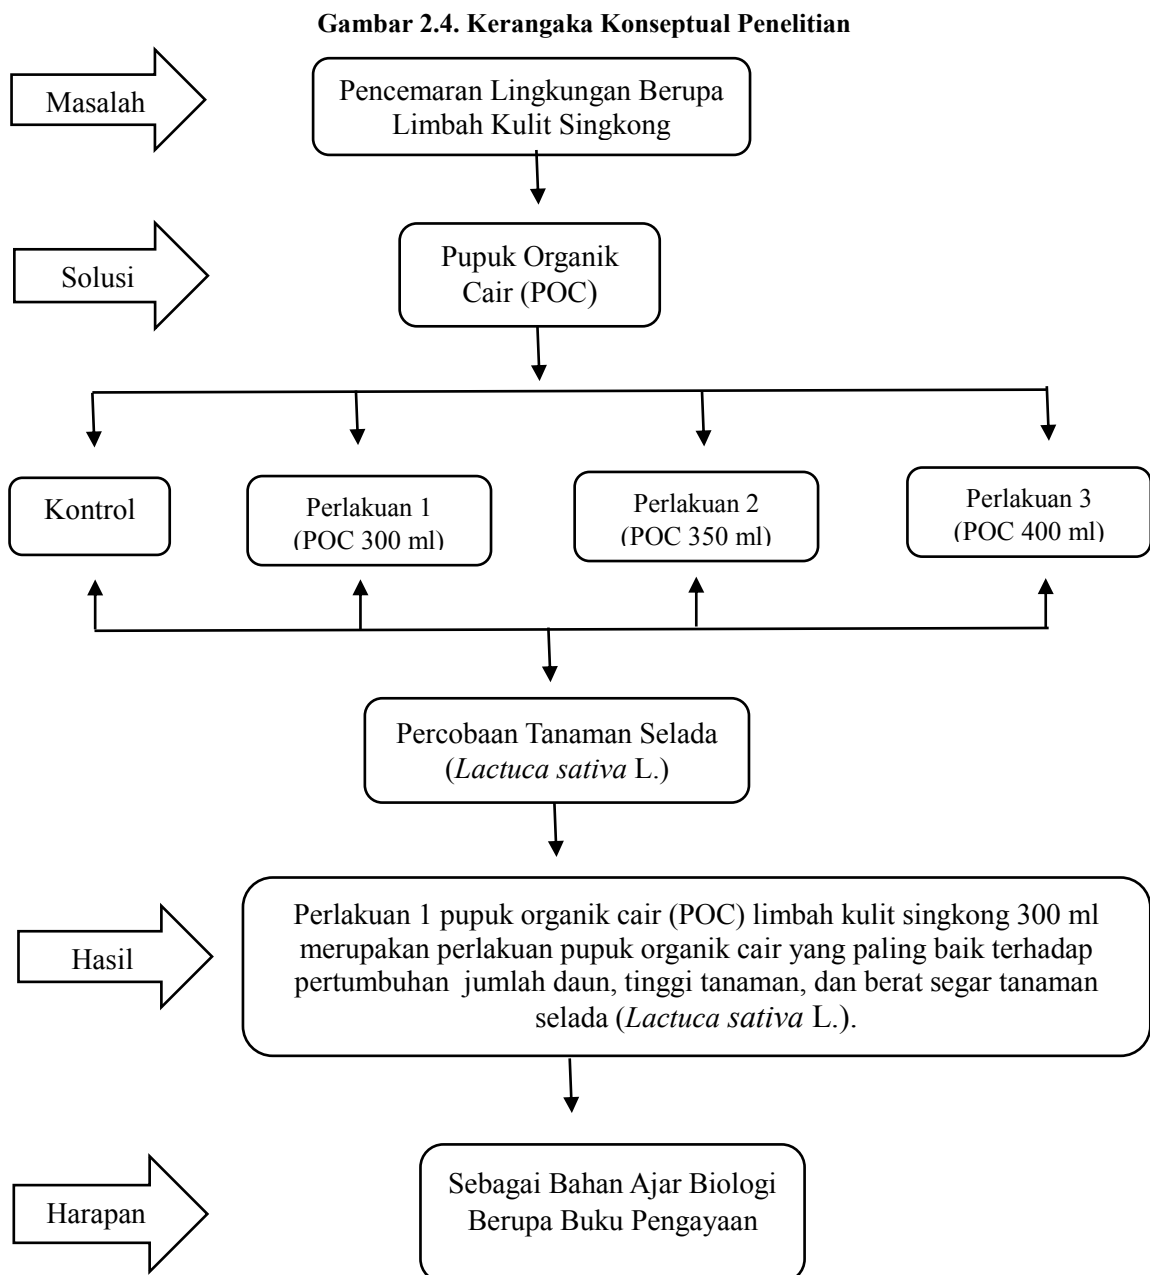 Gambar 2.4. Kerangaka Konseptual Penelitian
Masalah
Pencemaran Lingkungan Berupa
Limbah Kulit Singkong
Solusi
Pupuk Organik
Cair (POC)
Kontrol
Perlakuan 1
(POC 300 ml)
Perlakuan 2
(POC 350 ml)
Perlakuan 3
(POC 400 ml)
Percobaan Tanaman Selada
(Lactuca sativa L.)
Hasil
Perlakuan 1 pupuk organik cair (POC) limbah kulit singkong 300 ml
merupakan perlakuan pupuk organik cair yang paling baik terhadap
pertumbuhan jumlah daun, tinggi tanaman, dan berat segar tanaman
selada (Lactuca sativa L.).
Harapan
Sebagai Bahan Ajar Biologi
Berupa Buku Pengayaan